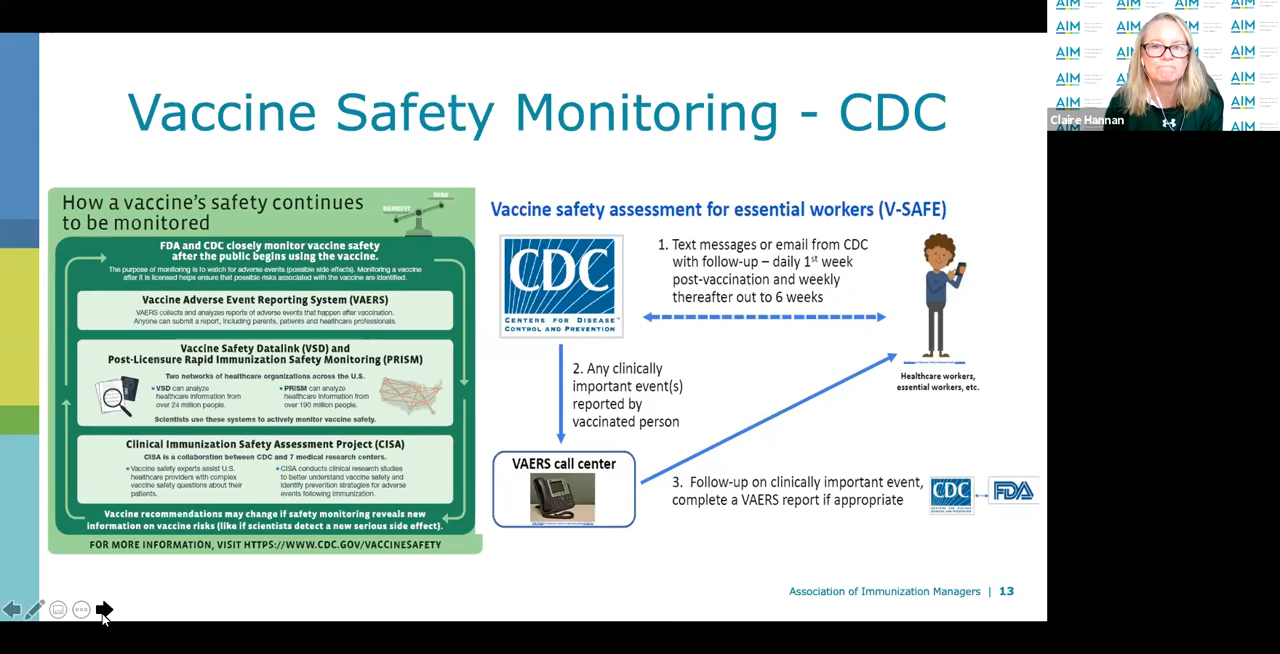 Vaccine Safety Monitoring - CDC
How a vaccine's safety continues
to be monitored
RISK
BENEFIT
FDA and CDC closely monitor vaccine safety
after the public begins using the vaccine.
The purpose of monitoring is to watch for adverse events (possible side effects). Monitoring a vaccine
after it is licensed helps ensure that possible risks associated with the vaccine are identified.
Vaccine Adverse Event Reporting System (VAERS)
VAERS collects and analyzes reports of adverse events that happen after vaccination.
Anyone can submit a report, including parents, patients and healthcare professionals.
Vaccine Safety Datalink (VSD) and
Post-Licensure Rapid Immunization Safety Monitoring (PRISM)
Two networks of healthcare organizations across the U.S.
• VSD can analyze
healthcare information from
over 24 million people.
• PRISM can analyze
healthcare information from
over 190 million people.
Scientists use these systems to actively monitor vaccine safety.
Clinical Immunization Safety Assessment Project (CISA)
CISA is a collaboration between CDC and 7 medical research centers.
• Vaccine safety experts assist U.S.
healthcare providers with complex
vaccine safety questions about their
patients.
• CISA conducts clinical research studies
to better understand vaccine safety and
identify prevention strategies for adverse
events following immunization.
Vaccine recommendations may change if safety monitoring reveals new
information on vaccine risks (like if scientists detect a new serious side effect).
FOR MORE INFORMATION, VISIT HTTPS://WWW.CDC.GOV/VACCINESAFETY
Vaccine safety assessment for essential workers (V-SAFE)
CDC
CENTERS FOR DISEASE™
CONTROL AND PREVENTION
1. Text messages or email from CDC
with follow-up – daily 1st week
post-vaccination and weekly
thereafter out to 6 weeks
Healthcare workers,
essential workers, etc.
2. Any clinically
important event(s)
reported by
vaccinated person
VAERS call center
3. Follow-up on clinically important event,
complete a VAERS report if appropriate
CDC
FDA
Association of Immunization Managers | 13
AIM AIM AIM AIM
AIM AIM AIM AIM
AIM AIM
AIM AIM
AIM AIM
AIM
Claire Hannan